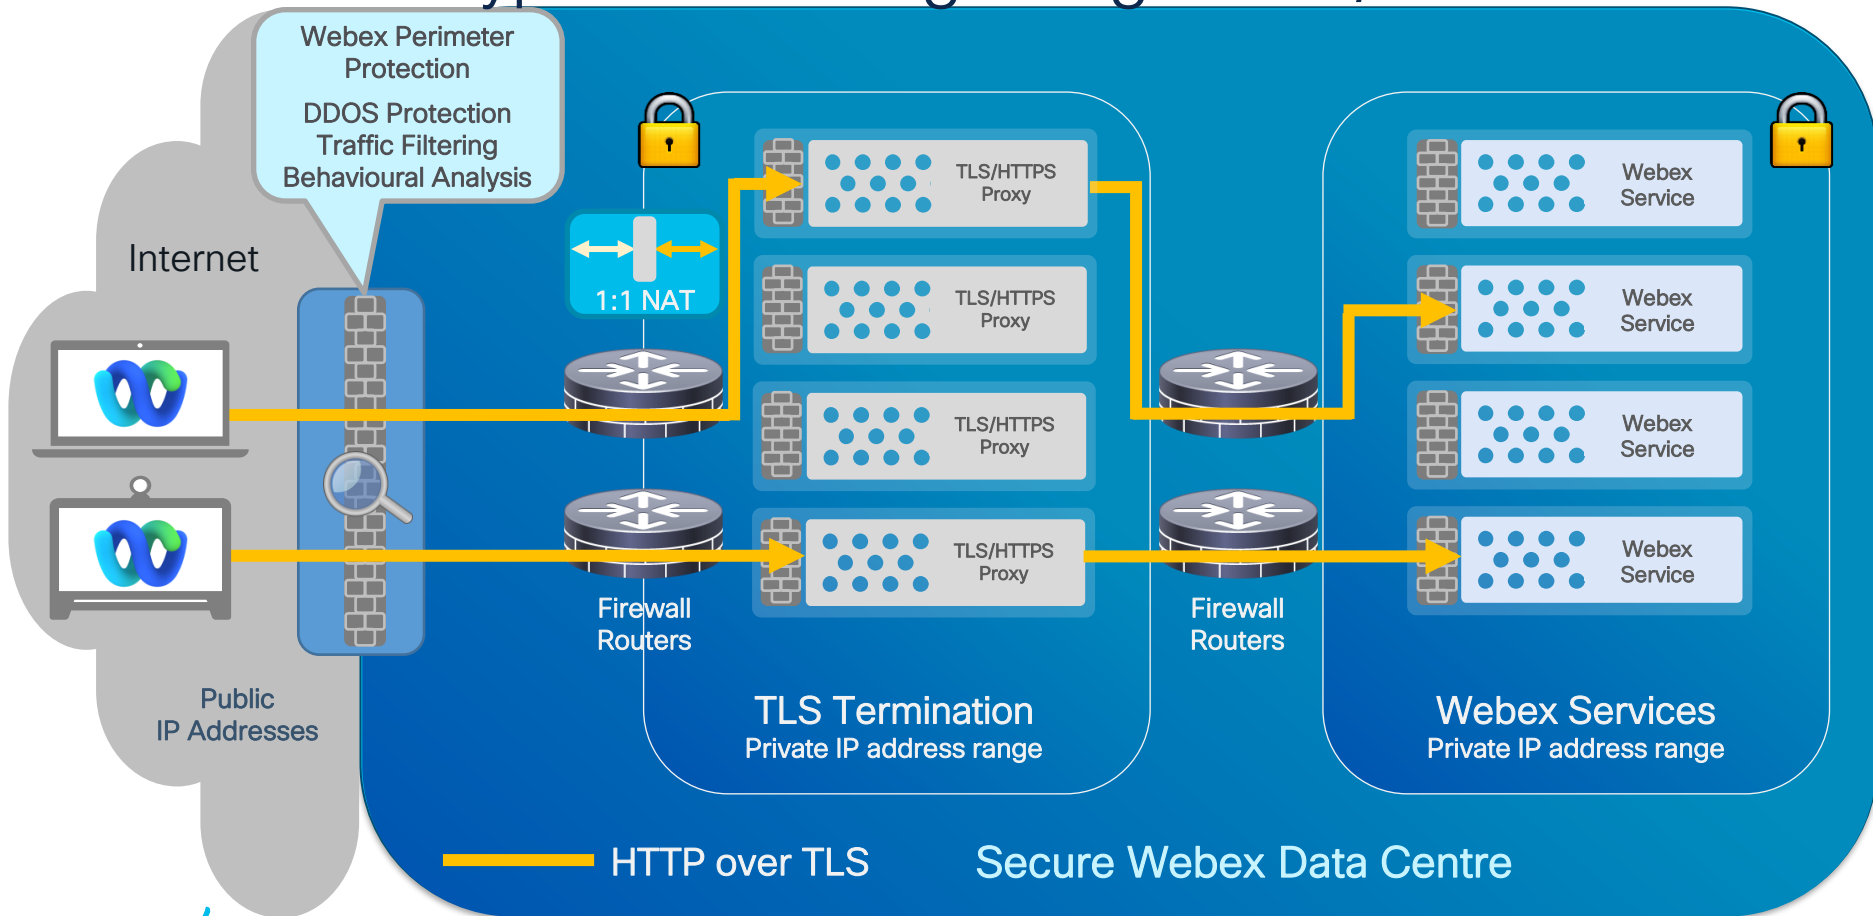 Webex Perimeter
Protection
DDOS Protection
Traffic Filtering
Behavioural Analysis
Internet
Public
IP Addresses
1:1 NAT
Firewall
Routers
TLS/HTTPS
Proxy
TLS/HTTPS
Proxy
TLS/HTTPS
Proxy
TLS/HTTPS
Proxy
TLS Termination
Private IP address range
Firewall
Routers
Webex
Service
Webex
Service
Webex
Service
Webex
Service
Webex Services
Private IP address range
HTTP over TLS
Secure Webex Data Centre